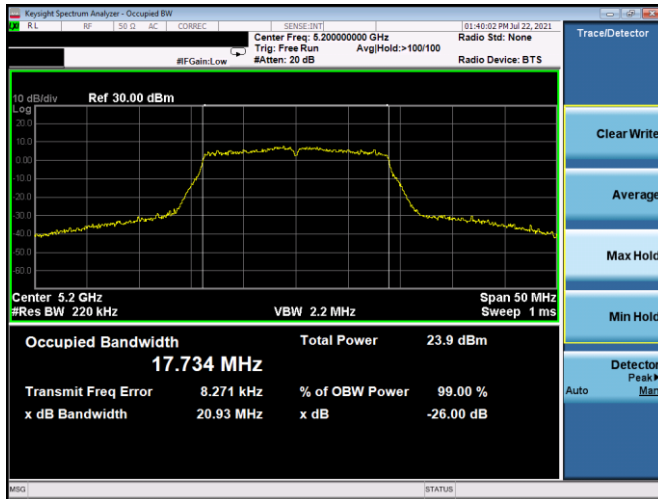 Keysight Spectrum Analyzer - Occupied BW
RL RF 50 Ω AC CORREC SENSE:INT 01:40:02 PM Jul 22, 2021
Center Freq: 5.200000000 GHz Radio Std: None
Trig: Free Run Avg|Hold:>100/100
#IFGain:Low #Atten: 20 dB Radio Device: BTS
10 dB/div Ref 30.00 dBm
Log
20.0
10.0
0.00
-10.0
-20.0
-30.0
-40.0
-50.0
-60.0
Center 5.2 GHz Span 50 MHz
#Res BW 220 kHz VBW 2.2 MHz Sweep 1 ms
Occupied Bandwidth Total Power 23.9 dBm
17.734 MHz
Transmit Freq Error 8.271 kHz % of OBW Power 99.00 %
x dB Bandwidth 20.93 MHz x dB -26.00 dB
MSG STATUS
Trace/Detector
Clear Write
Average
Max Hold
Min Hold
Detector
Peak▶
Auto Man